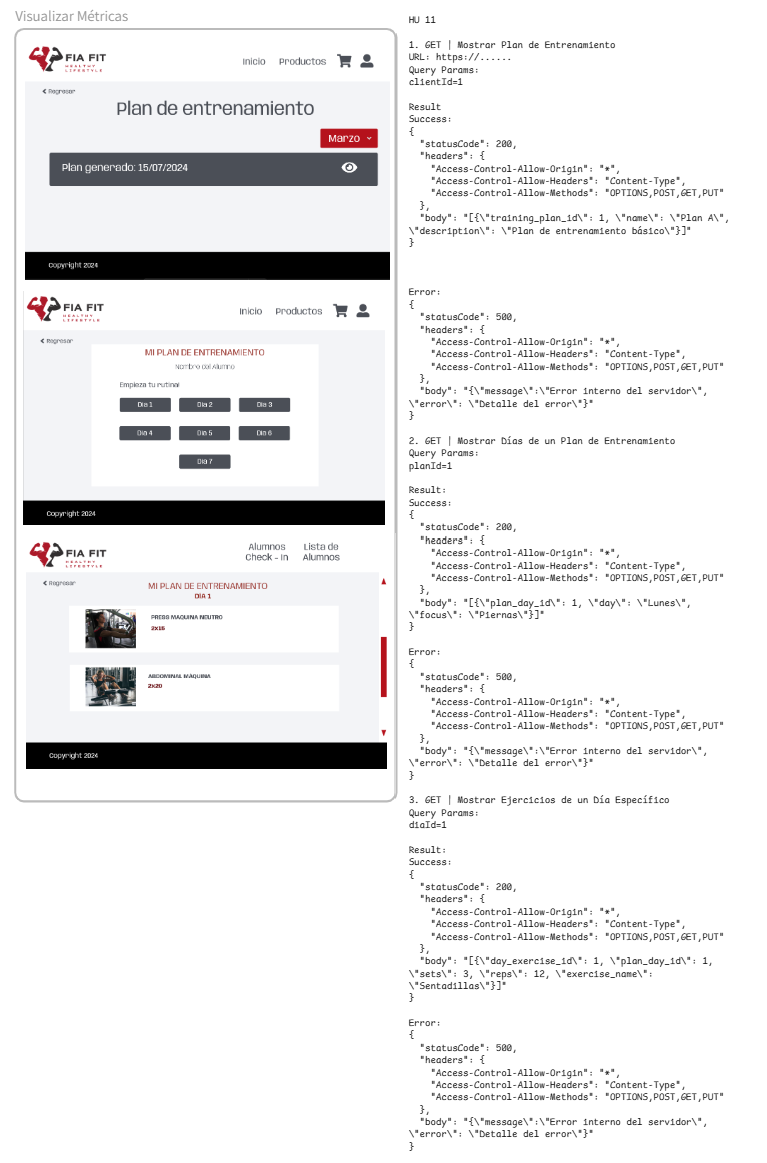 Visualizar Métricas
FIA FIT
HEALTHY
LIFESTYLE
Inicio Productos
Regresar
Plan de entrenamiento
Marzo
Plan generado: 15/07/2024
Copyright 2024
FIA FIT
HEALTHY
LIFESTYLE
Inicio Productos
Regresar
MI PLAN DE ENTRENAMIENTO
Nombre del Alumno
Empieza tu rutina!
Dia 1 Dia 2 Dia 3
Dia 4 Dia 5 Dia 6
Dia 7
Copyright 2024
FIA FIT
HEALTHY
LIFESTYLE
Alumnos Lista de
Check - In Alumnos
Regresar
MI PLAN DE ENTRENAMIENTO
DÍA 1
PRESS MAQUINA NEUTRO
2x15
ABDOMINAL MAQUINA
2x20
Copyright 2024
HU 11
1. GET | Mostrar Plan de Entrenamiento
URL: https://......
Query Params:
clientId=1
Result
Success:
{
"statusCode": 200,
"headers": {
"Access-Control-Allow-Origin": "*",
"Access-Control-Allow-Headers": "Content-Type",
"Access-Control-Allow-Methods": "OPTIONS,POST,GET,PUT"
},
"body": "[{\"training_plan_id\": 1, \"name\": \"Plan A\",
\"description\": \"Plan de entrenamiento básico\"}]"
}
Error:
{
"statusCode": 500,
"headers": {
"Access-Control-Allow-Origin": "*",
"Access-Control-Allow-Headers": "Content-Type",
"Access-Control-Allow-Methods": "OPTIONS,POST,GET,PUT"
},
"body": "{\"message\":\"Error interno del servidor\",
\"error\": \"Detalle del error\"}"
}
2. GET | Mostrar Días de un Plan de Entrenamiento
Query Params:
planId=1
Result:
Success:
{
"statusCode": 200,
"headers": {
"Access-Control-Allow-Origin": "*",
"Access-Control-Allow-Headers": "Content-Type",
"Access-Control-Allow-Methods": "OPTIONS,POST,GET,PUT"
},
"body": "[{\"plan_day_id\": 1, \"day\": \"Lunes\",
\"focus\": \"Piernas\"}]"
}
Error:
{
"statusCode": 500,
"headers": {
"Access-Control-Allow-Origin": "*",
"Access-Control-Allow-Headers": "Content-Type",
"Access-Control-Allow-Methods": "OPTIONS,POST,GET,PUT"
},
"body": "{\"message\":\"Error interno del servidor\",
\"error\": \"Detalle del error\"}"
}
3. GET | Mostrar Ejercicios de un Día Específico
Query Params:
diaId=1
Result:
Success:
{
"statusCode": 200,
"headers": {
"Access-Control-Allow-Origin": "*",
"Access-Control-Allow-Headers": "Content-Type",
"Access-Control-Allow-Methods": "OPTIONS,POST,GET,PUT"
},
"body": "[{\"day_exercise_id\": 1, \"plan_day_id\": 1,
\"sets\": 3, \"reps\": 12, \"exercise_name\":
\"Sentadillas\"}]"
}
Error:
{
"statusCode": 500,
"headers": {
"Access-Control-Allow-Origin": "*",
"Access-Control-Allow-Headers": "Content-Type",
"Access-Control-Allow-Methods": "OPTIONS,POST,GET,PUT"
},
"body": "{\"message\":\"Error interno del servidor\",
\"error\": \"Detalle del error\"}"
}